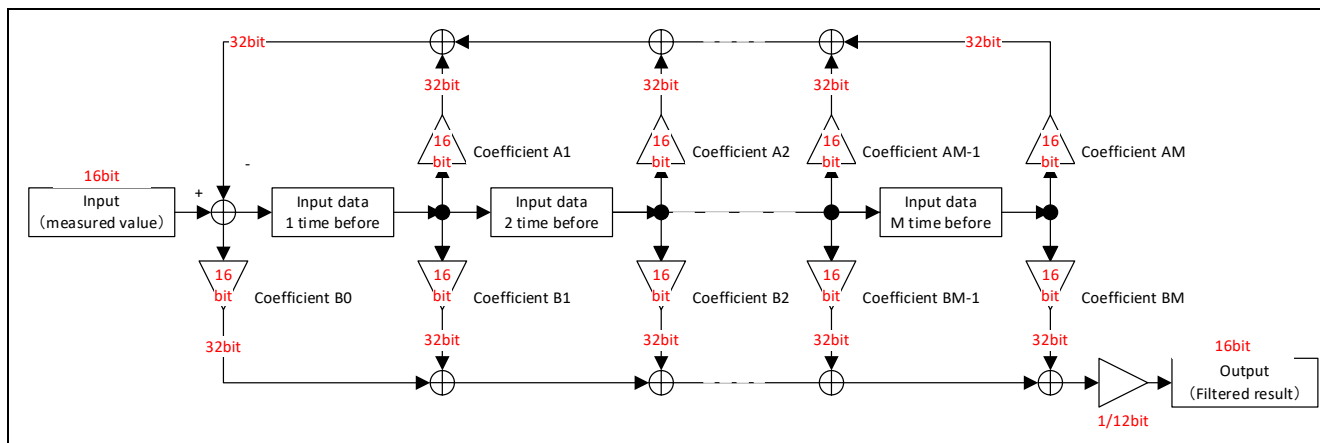 32bit
32bit
32bit
32bit
32bit
16
bit
Coefficient A1
16
bit
Coefficient A2
16
bit
Coefficient AM-1
16
bit
Coefficient AM
-
16bit
+
Input
（measured value）
Input data
1 time before
Input data
2 time before
Input data
M time before
16
bit
Coefficient B0
16
bit
Coefficient B1
16
bit
Coefficient B2
16
bit
Coefficient BM-1
16
bit
Coefficient BM
32bit
32bit
32bit
32bit
32bit
16bit
Output
（Filtered result）
1/12bit